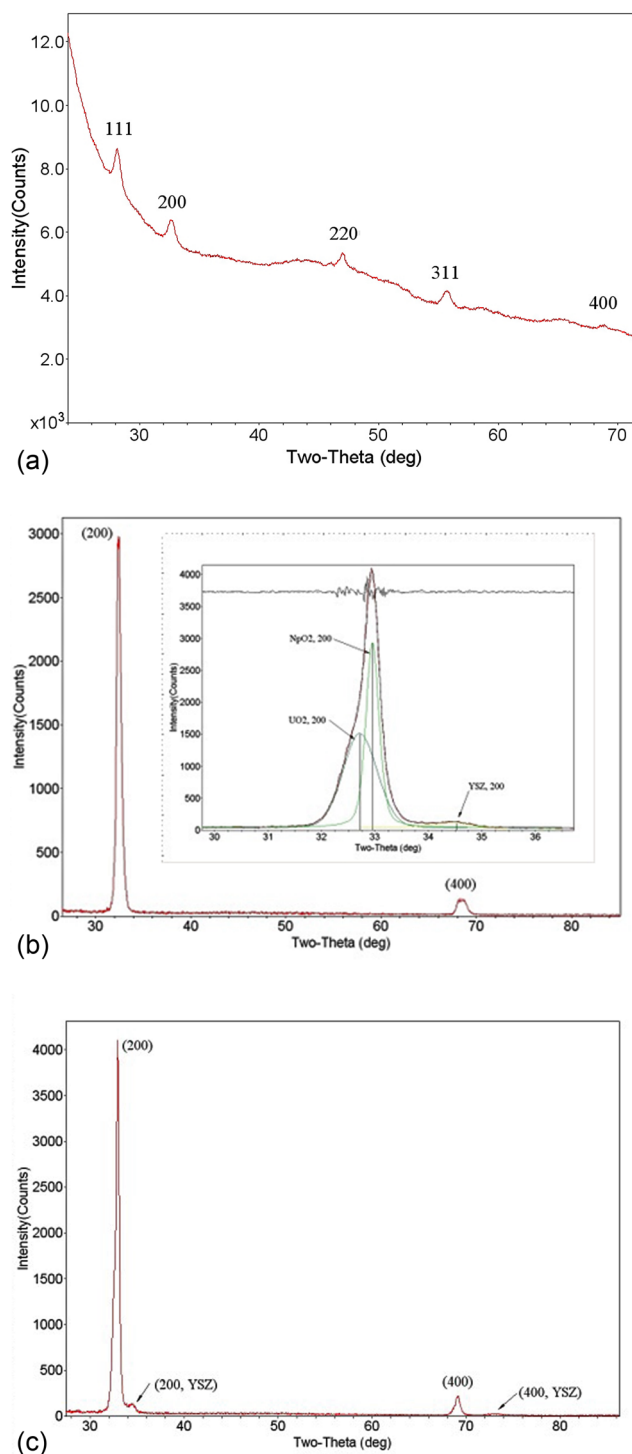 12.0
10.0
8.0
6.0
4.0
2.0
x10³
Intensity(Counts)
111
200
220
311
400
30 40 50 60 70
Two-Theta (deg)
(a)
3000
2500
2000
1500
1000
500
0
Intensity(Counts)
(200)
(400)
4000
3500
3000
2500
2000
1500
1000
500
0
Intensity(Counts)
NpO2, 200
UO2, 200
YSZ, 200
30 31 32 33 34 35 36
Two-Theta (deg)
30 40 50 60 70 80
Two-Theta (deg)
(b)
4000
3500
3000
2500
2000
1500
1000
500
0
Intensity(Counts)
(200)
(200, YSZ)
(400)
(400, YSZ)
30 40 50 60 70 80
Two-Theta (deg)
(c)